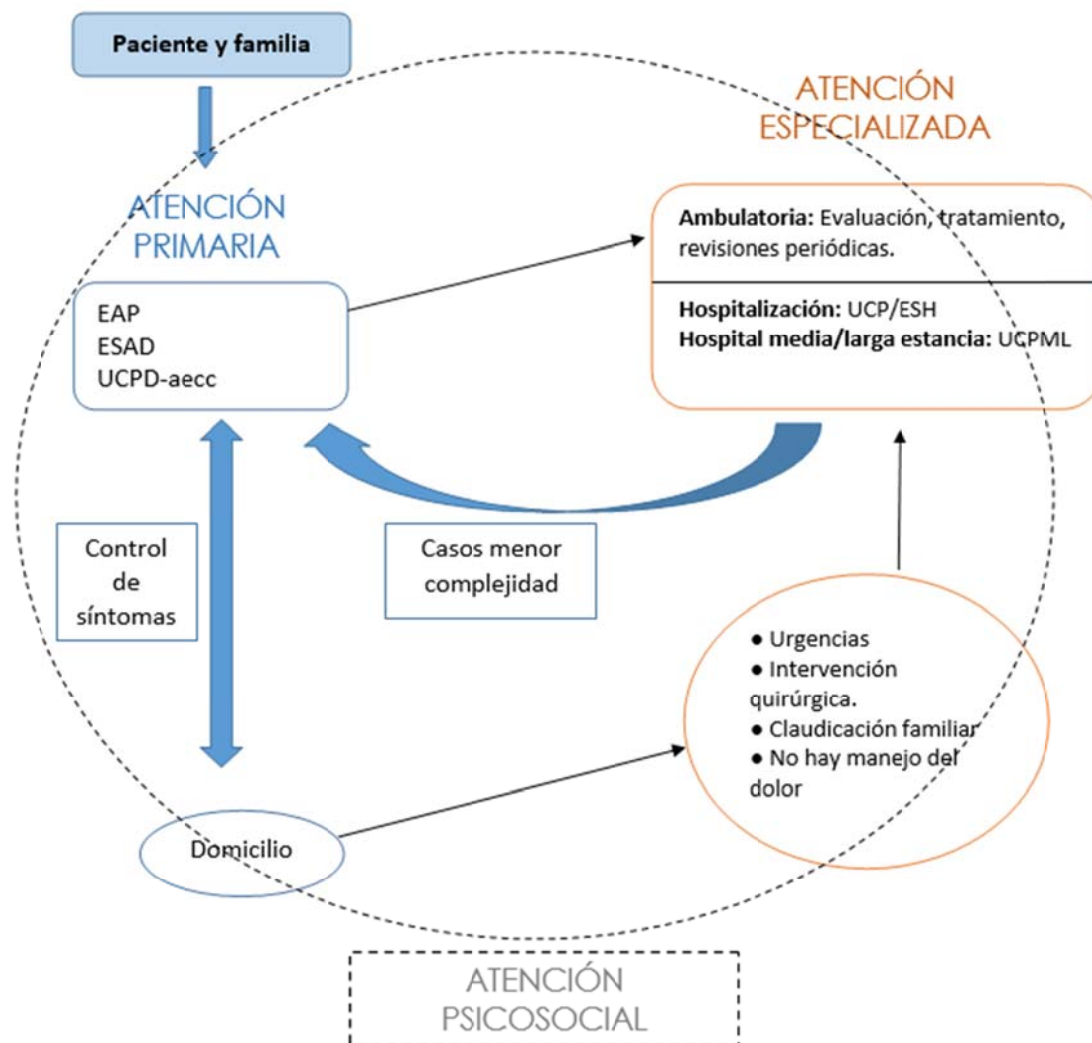 Paciente y familia
ATENCIÓN
PRIMARIA
EAP
ESAD
UCPD-aecc
ATENCIÓN
ESPECIALIZADA
Ambulatoria: Evaluación, tratamiento,
revisiones periódicas.
Hospitalización: UCP/ESH
Hospital media/larga estancia: UCPML
Control
de
síntomas
Casos menor
complejidad
● Urgencias
● Intervención
quirúrgica.
● Claudicación familiar
● No hay manejo del
dolor
Domicilio
ATENCIÓN
PSICOSOCIAL